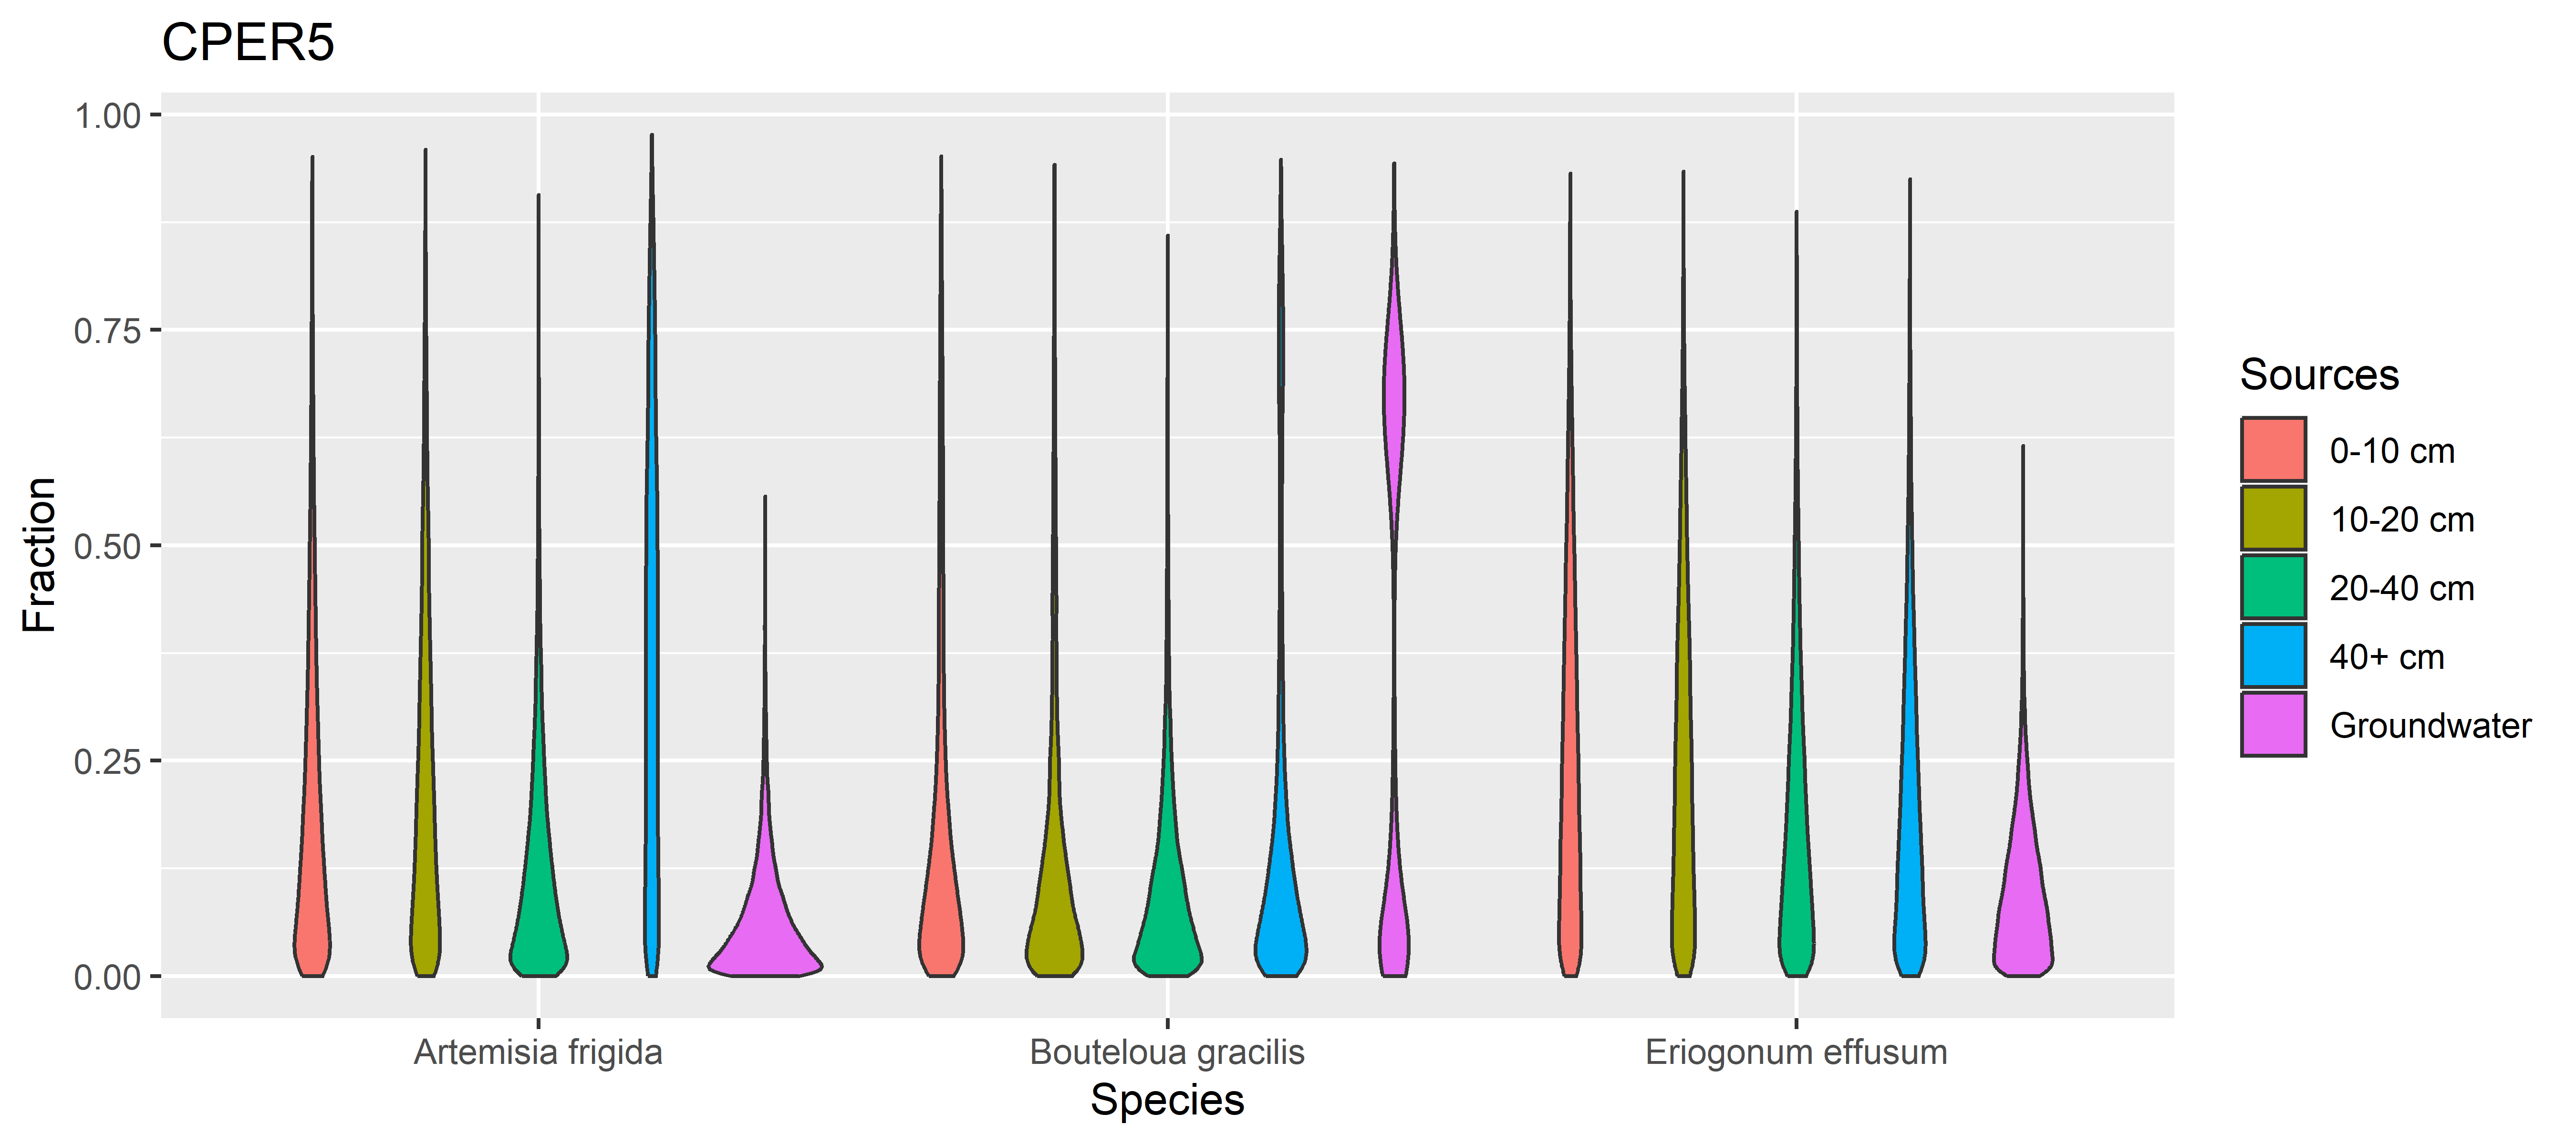 CPER5
1.00
0.75
0.50
0.25
0.00
Fraction
Artemisia frigida
Bouteloua gracilis
Eriogonum effusum
Species
Sources
0-10 cm
10-20 cm
20-40 cm
40+ cm
Groundwater